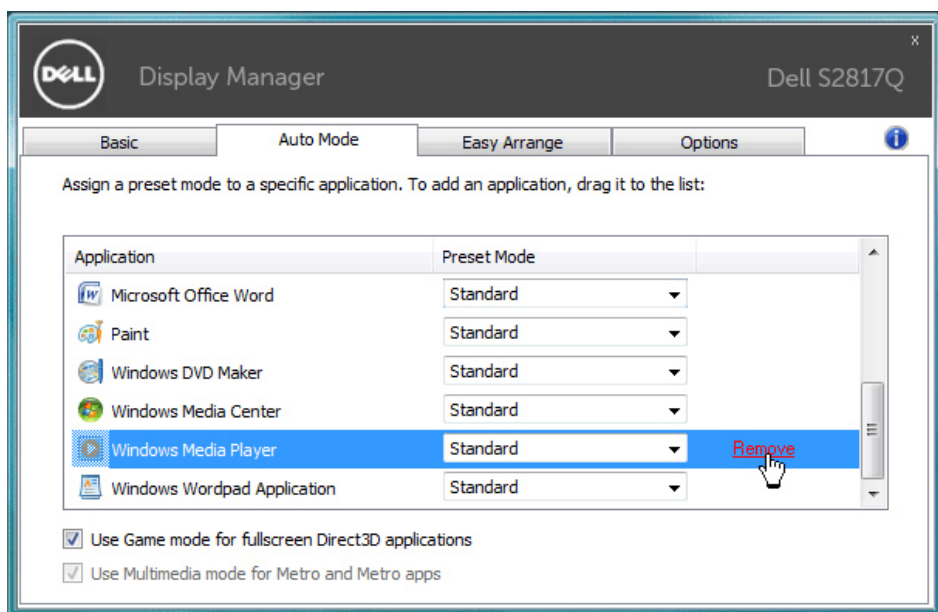 x
DELL Display Manager Dell S2817Q
Basic Auto Mode Easy Arrange Options i
Assign a preset mode to a specific application. To add an application, drag it to the list:
Application Preset Mode
W Microsoft Office Word Standard
Paint Standard
Windows DVD Maker Standard
Windows Media Center Standard
Windows Media Player Standard Remove
Windows Wordpad Application Standard
Use Game mode for fullscreen Direct3D applications
Use Multimedia mode for Metro and Metro apps